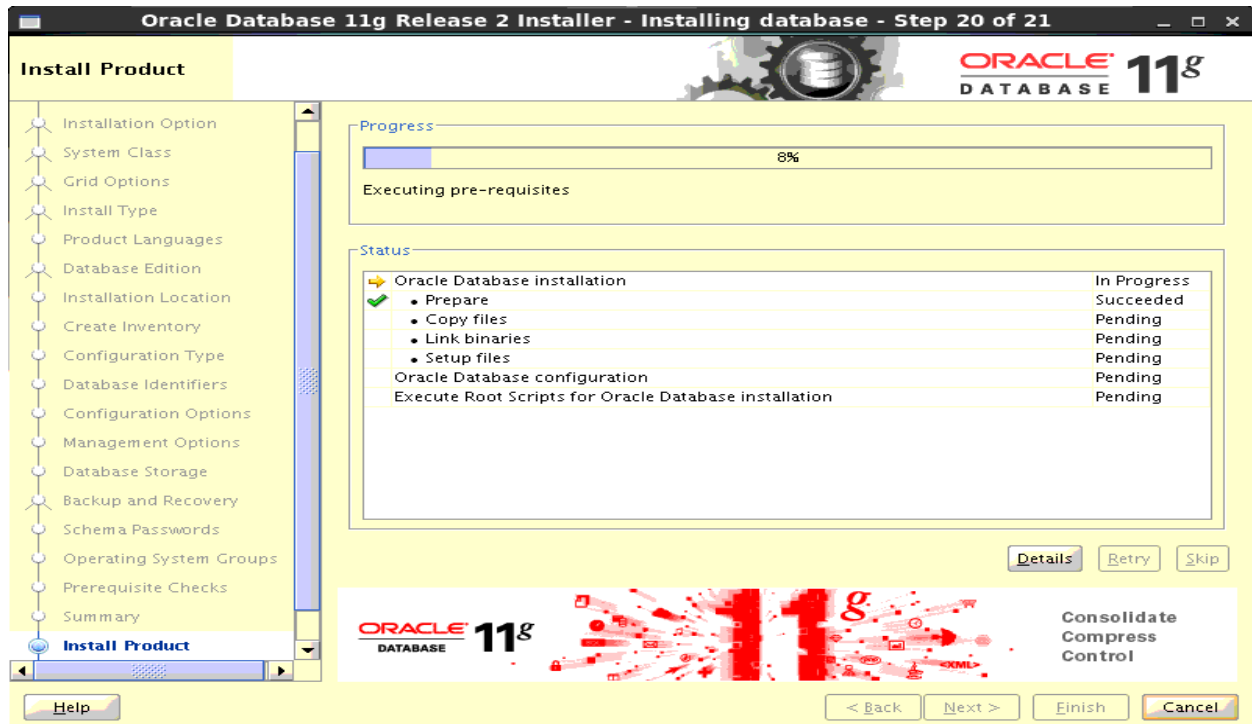 Oracle Database 11g Release 2 Installer - Installing database - Step 20 of 21
Install Product
ORACLE 11g
DATABASE
Installation Option
System Class
Grid Options
Install Type
Product Languages
Database Edition
Installation Location
Create Inventory
Configuration Type
Database Identifiers
Configuration Options
Management Options
Database Storage
Backup and Recovery
Schema Passwords
Operating System Groups
Prerequisite Checks
Summary
Install Product
Progress
8%
Executing pre-requisites
Status
Oracle Database installation In Progress
• Prepare Succeeded
• Copy files Pending
• Link binaries Pending
• Setup files Pending
Oracle Database configuration Pending
Execute Root Scripts for Oracle Database installation Pending
Details Retry Skip
ORACLE 11g
DATABASE
11g
<XML>
Consolidate
Compress
Control
Help < Back Next > Finish Cancel